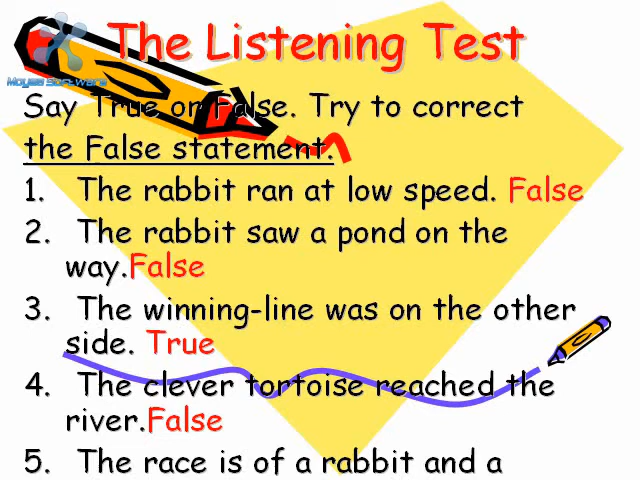 The Listening Test
Moyea Software
Say True or False. Try to correct
the False statement.
1. The rabbit ran at low speed. False
2. The rabbit saw a pond on the
way.False
3. The winning-line was on the other
side. True
4. The clever tortoise reached the
river.False
5. The race is of a rabbit and a